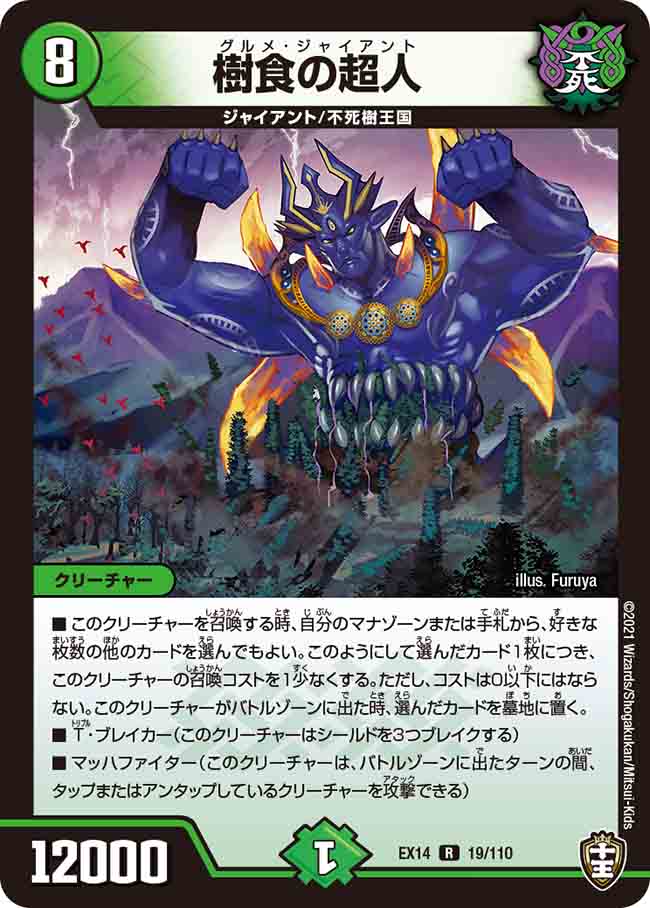 グルメ・ジャイアント
8
樹食の超人
不死
ジャイアント/不死樹王国
クリーチャー
illus. Furuya
■ このクリーチャーを召喚する時、自分のマナゾーンまたは手札から、好きな
枚数の他のカードを選んでもよい。このようにして選んだカード1枚につき、
このクリーチャーの召喚コストを1少なくする。ただし、コストは0以下にはなら
ない。このクリーチャーがバトルゾーンに出た時、選んだカードを墓地に置く。
■ T・ブレイカー(このクリーチャーはシールドを3つブレイクする)
■ マッハファイター(このクリーチャーは、バトルゾーンに出たターンの間、
タップまたはアンタップしているクリーチャーを攻撃できる)
©2021 Wizards/Shogakukan/Mitsui-Kids
12000
1
EX14 R 19/110
十王